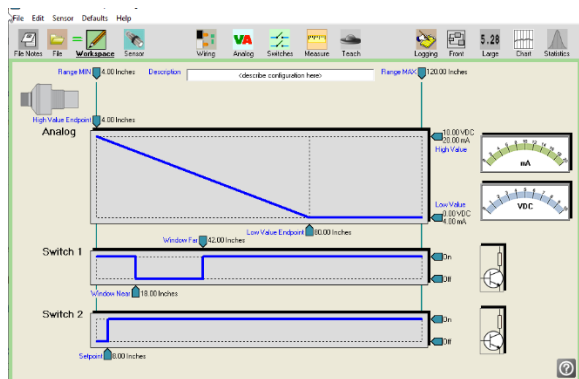 File Edit Sensor Defaults Help
File Notes File Workspace Sensor Wiring Analog Switches Measure Teach Logging Front Large Chart Statistics
VA 5.28
Range MIN 4.00 Inches Description <describe configuration here> Range MAX 120.00 Inches
High Value Endpoint 4.00 Inches
Analog
10.00 VDC
20.00 mA
High Value
mA
Low Value
0.00 VDC
4.00 mA
VDC
Low Value Endpoint 80.00 Inches
Window Far 42.00 Inches
Switch 1
On
Off
Window Near 18.00 Inches
Switch 2
On
Off
Setpoint 8.00 Inches
?